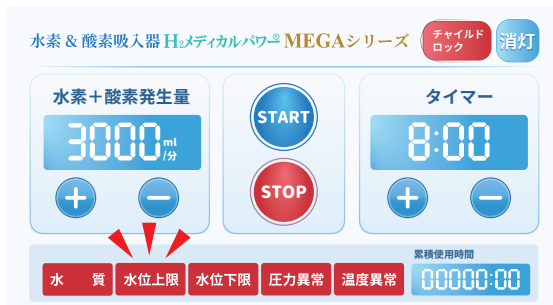 水素 & 酸素吸入器 H₂メディカルパワー® MEGAシリーズ
チャイルド
ロック
消灯
水素＋酸素発生量
3000 ml
/分
＋ －
START
STOP
タイマー
8:00
＋ －
累積使用時間
水 質 水位上限 水位下限 圧力異常 温度異常 00000:00